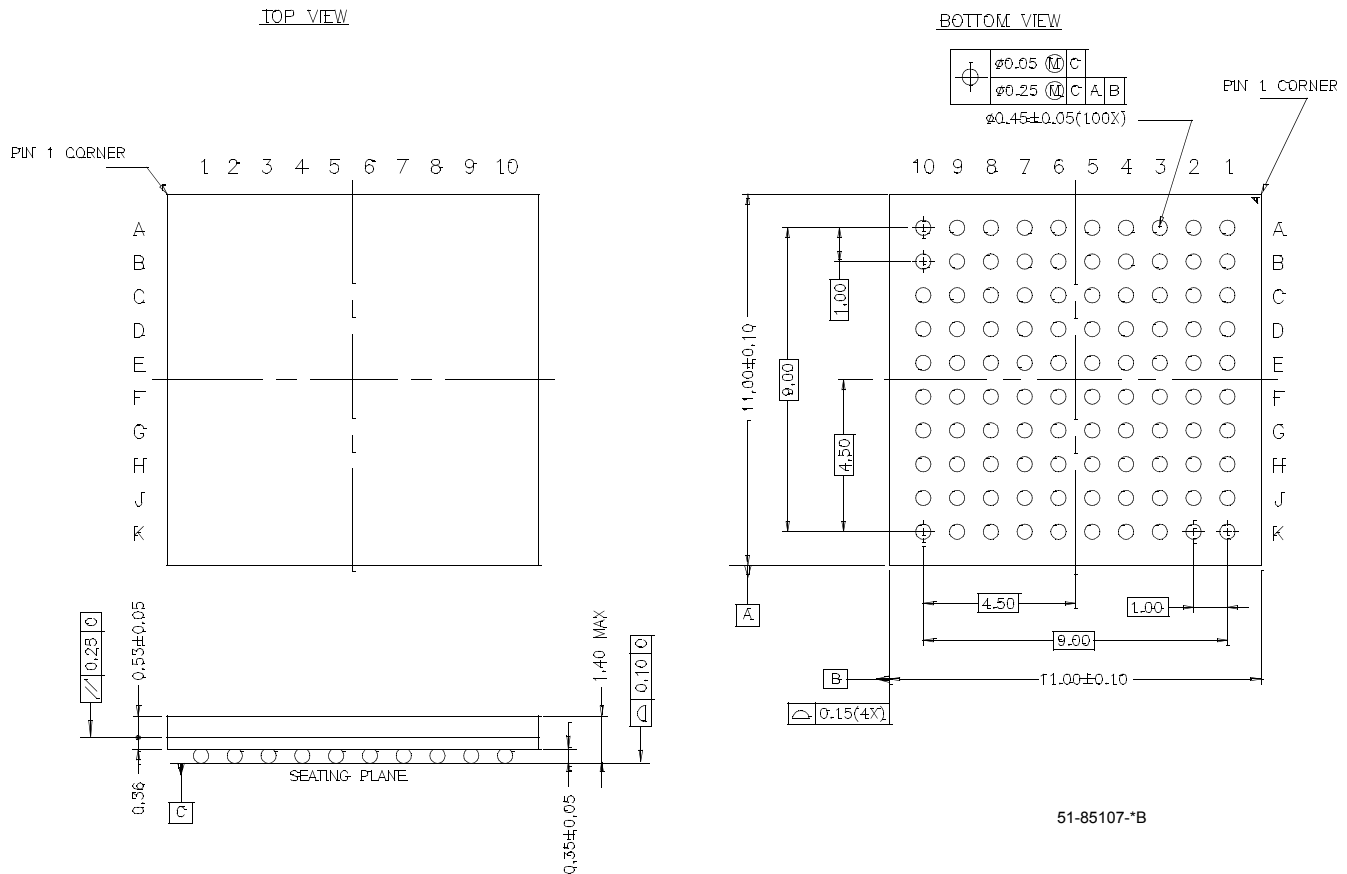 TOP VIEW
BOTTOM VIEW
⌀0.05 Ⓜ C
⌀0.25 Ⓜ C A B
PIN 1 CORNER
⌀0.45±0.05(100X)
PIN 1 CORNER
1 2 3 4 5 6 7 8 9 10
10 9 8 7 6 5 4 3 2 1
A
B
C
D
E
F
G
H
J
K
A
B
C
D
E
F
G
H
J
K
1.00
11.00±0.10
9.00
4.50
A
4.50
1.00
9.00
B
11.00±0.10
0.15(4X)
// 0.25 C
0.53±0.05
1.40 MAX
0.10 C
SEATING PLANE
0.36
C
0.35±0.05
51-85107-*B